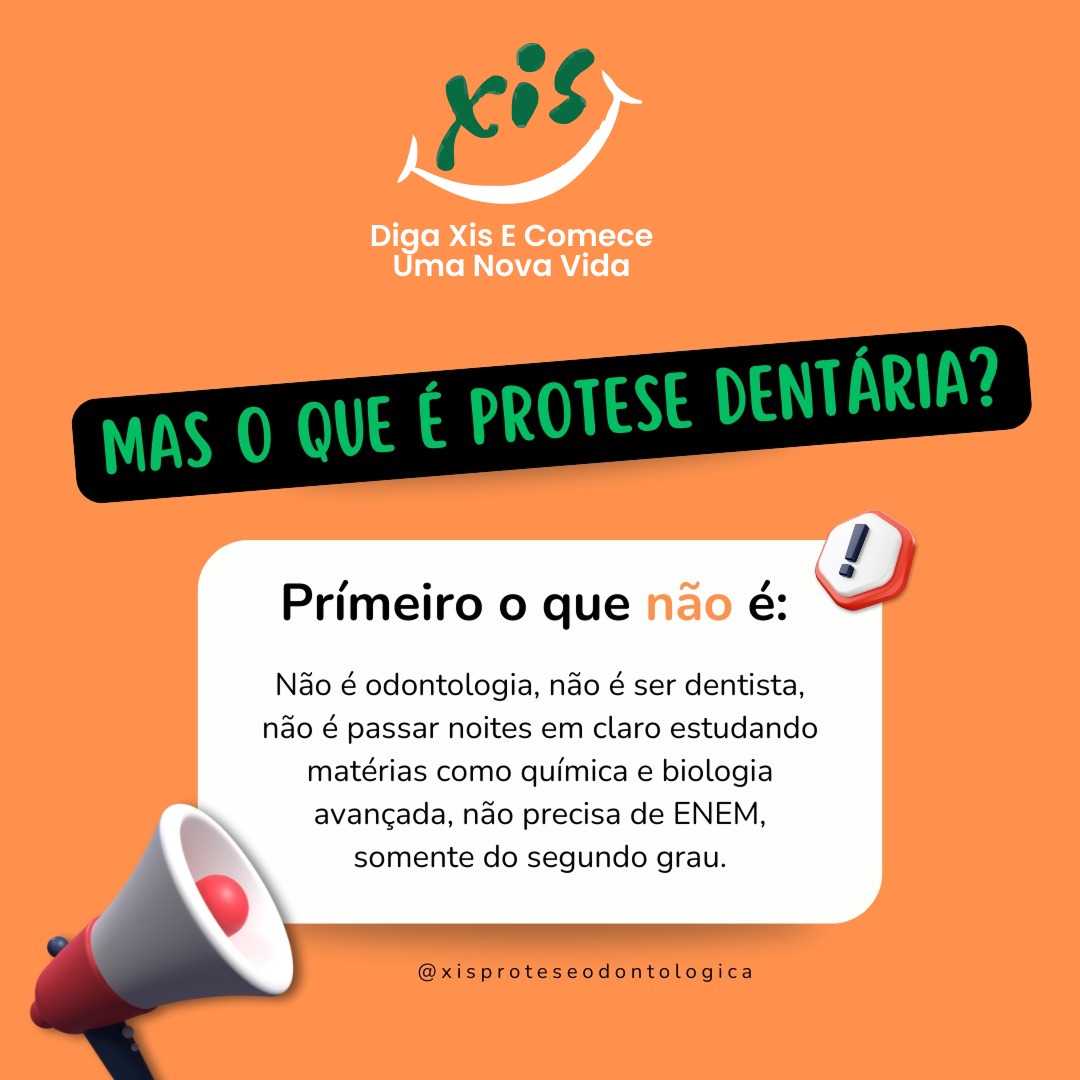 xis
Diga Xis E Comece
Uma Nova Vida
MAS O QUE É PROTESE DENTÁRIA?
!
Prímeiro o que não é:
Não é odontologia, não é ser dentista,
não é passar noites em claro estudando
matérias como química e biologia
avançada, não precisa de ENEM,
somente do segundo grau.
@xisproteseodontologica